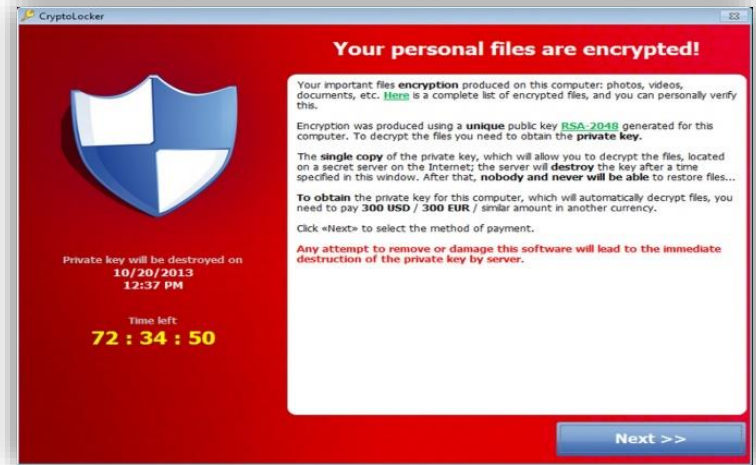 CryptoLocker
Your personal files are encrypted!
Your important files encryption produced on this computer: photos, videos,
documents, etc. Here is a complete list of encrypted files, and you can personally verify
this.
Encryption was produced using a unique public key RSA-2048 generated for this
computer. To decrypt the files you need to obtain the private key.
The single copy of the private key, which will allow you to decrypt the files, located
on a secret server on the Internet; the server will destroy the key after a time
specified in this window. After that, nobody and never will be able to restore files...
To obtain the private key for this computer, which will automatically decrypt files, you
need to pay 300 USD / 300 EUR / similar amount in another currency.
Click «Next» to select the method of payment.
Any attempt to remove or damage this software will lead to the immediate
destruction of the private key by server.
Private key will be destroyed on
10/20/2013
12:37 PM
Time left
72 : 34 : 50
Next >>